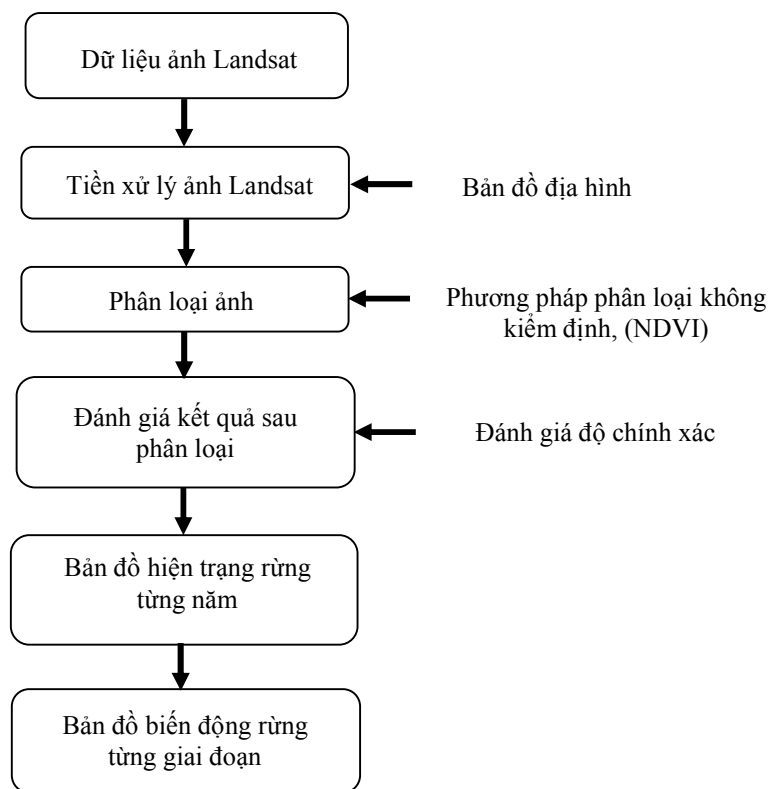 Dữ liệu ảnh Landsat
Tiền xử lý ảnh Landsat
Bản đồ địa hình
Phân loại ảnh
Phương pháp phân loại không
kiểm định, (NDVI)
Đánh giá kết quả sau
phân loại
Đánh giá độ chính xác
Bản đồ hiện trạng rừng
từng năm
Bản đồ biến động rừng
từng giai đoạn